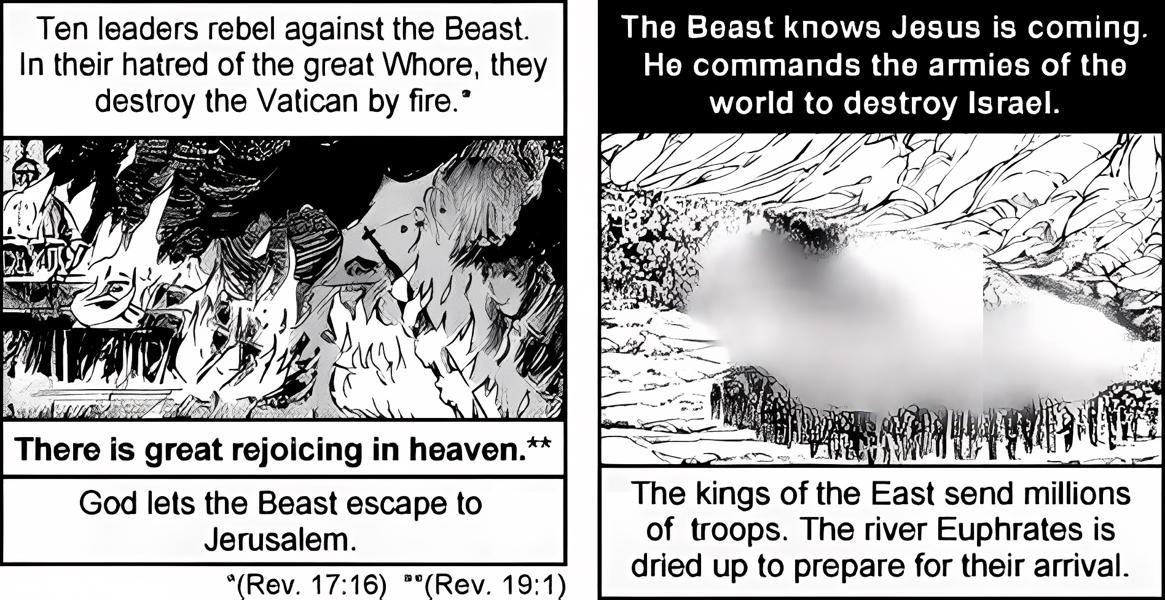 Ten leaders rebel against the Beast.
In their hatred of the great Whore, they
destroy the Vatican by fire.*
There is great rejoicing in heaven.**
God lets the Beast escape to
Jerusalem.
*(Rev. 17:16) **(Rev. 19:1)
The Beast knows Jesus is coming.
He commands the armies of the
world to destroy Israel.
The kings of the East send millions
of troops. The river Euphrates is
dried up to prepare for their arrival.